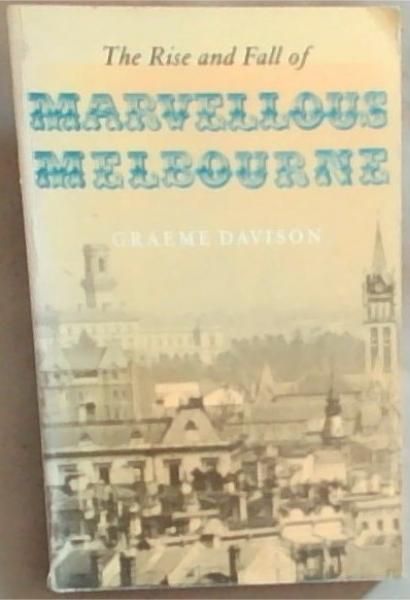 The Rise and Fall of
MARVELLOUS
MELBOURNE
GRAEME DAVISON